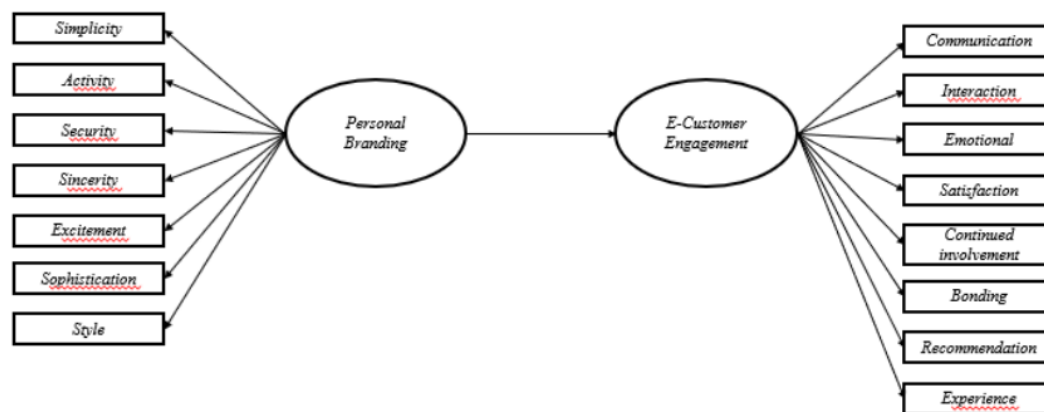 Simplicity
Activity
Security
Sincerity
Excitement
Sophistication
Style
Personal
Branding
E-Customer
Engagement
Communication
Interaction
Emotional
Satisfaction
Continued
involvement
Bonding
Recommendation
Experience